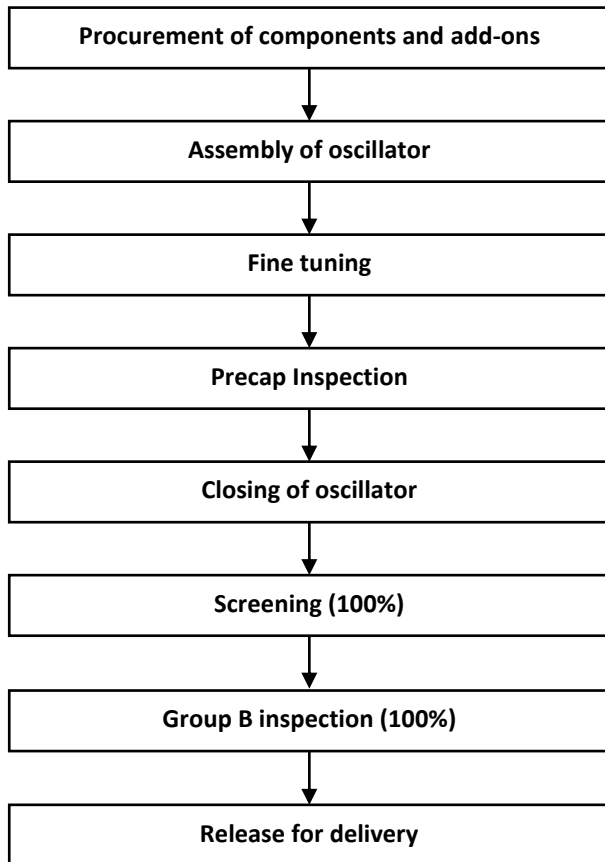 Procurement of components and add-ons
Assembly of oscillator
Fine tuning
Precap Inspection
Closing of oscillator
Screening (100%)
Group B inspection (100%)
Release for delivery